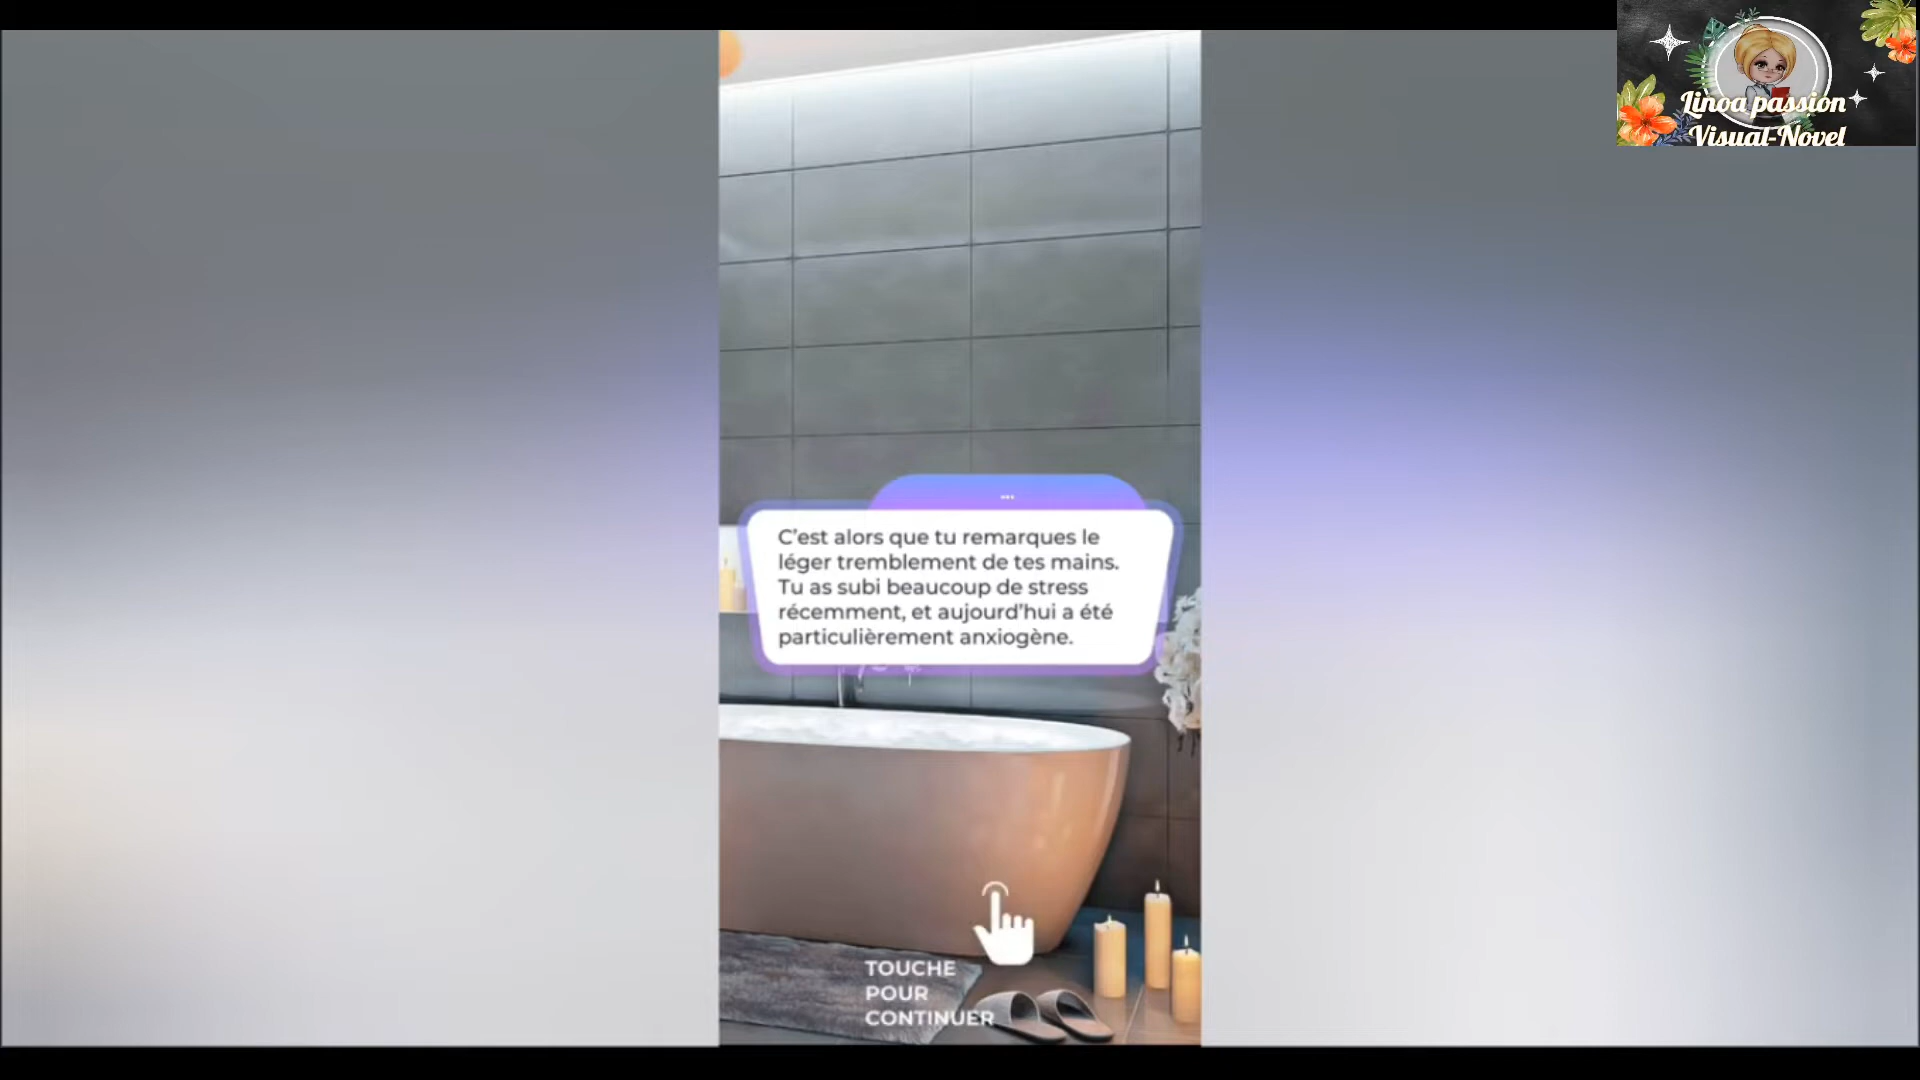 Linoa passion
Visual-Novel
...
C'est alors que tu remarques le
léger tremblement de tes mains.
Tu as subi beaucoup de stress
récemment, et aujourd'hui a été
particulièrement anxiogène.
TOUCHE
POUR
CONTINUER